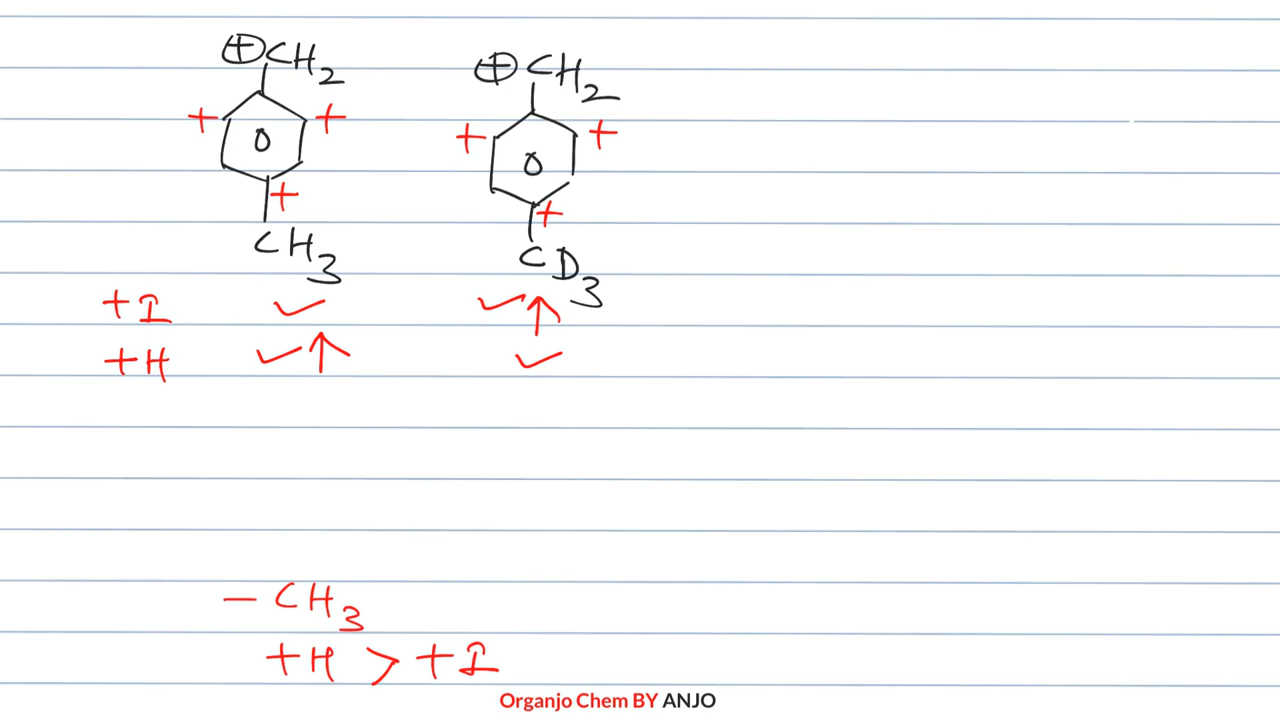 ⊕CH2 ⊕CH2
+ + + +
+ +
CH3 CD3
+I ✓ ✓↑
+H ✓↑ ✓
- CH3
+H > +I
Organjo Chem BY ANJO